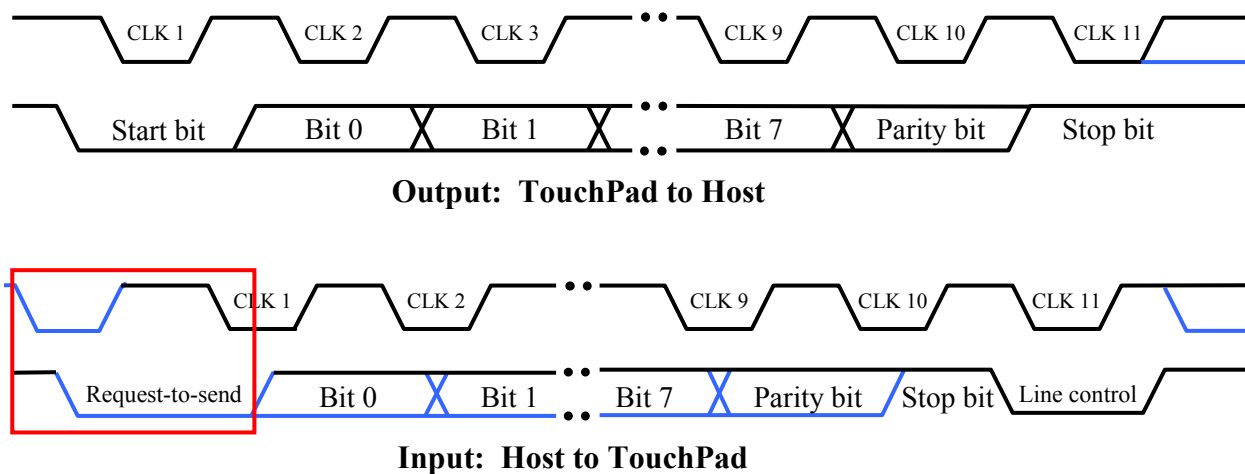 CLK 1 CLK 2 CLK 3 •• CLK 9 CLK 10 CLK 11
Start bit Bit 0 Bit 1 •• Bit 7 Parity bit Stop bit
Output: TouchPad to Host
CLK 1 CLK 2 •• CLK 9 CLK 10 CLK 11
Request-to-send Bit 0 Bit 1 •• Bit 7 Parity bit Stop bit Line control
Input: Host to TouchPad